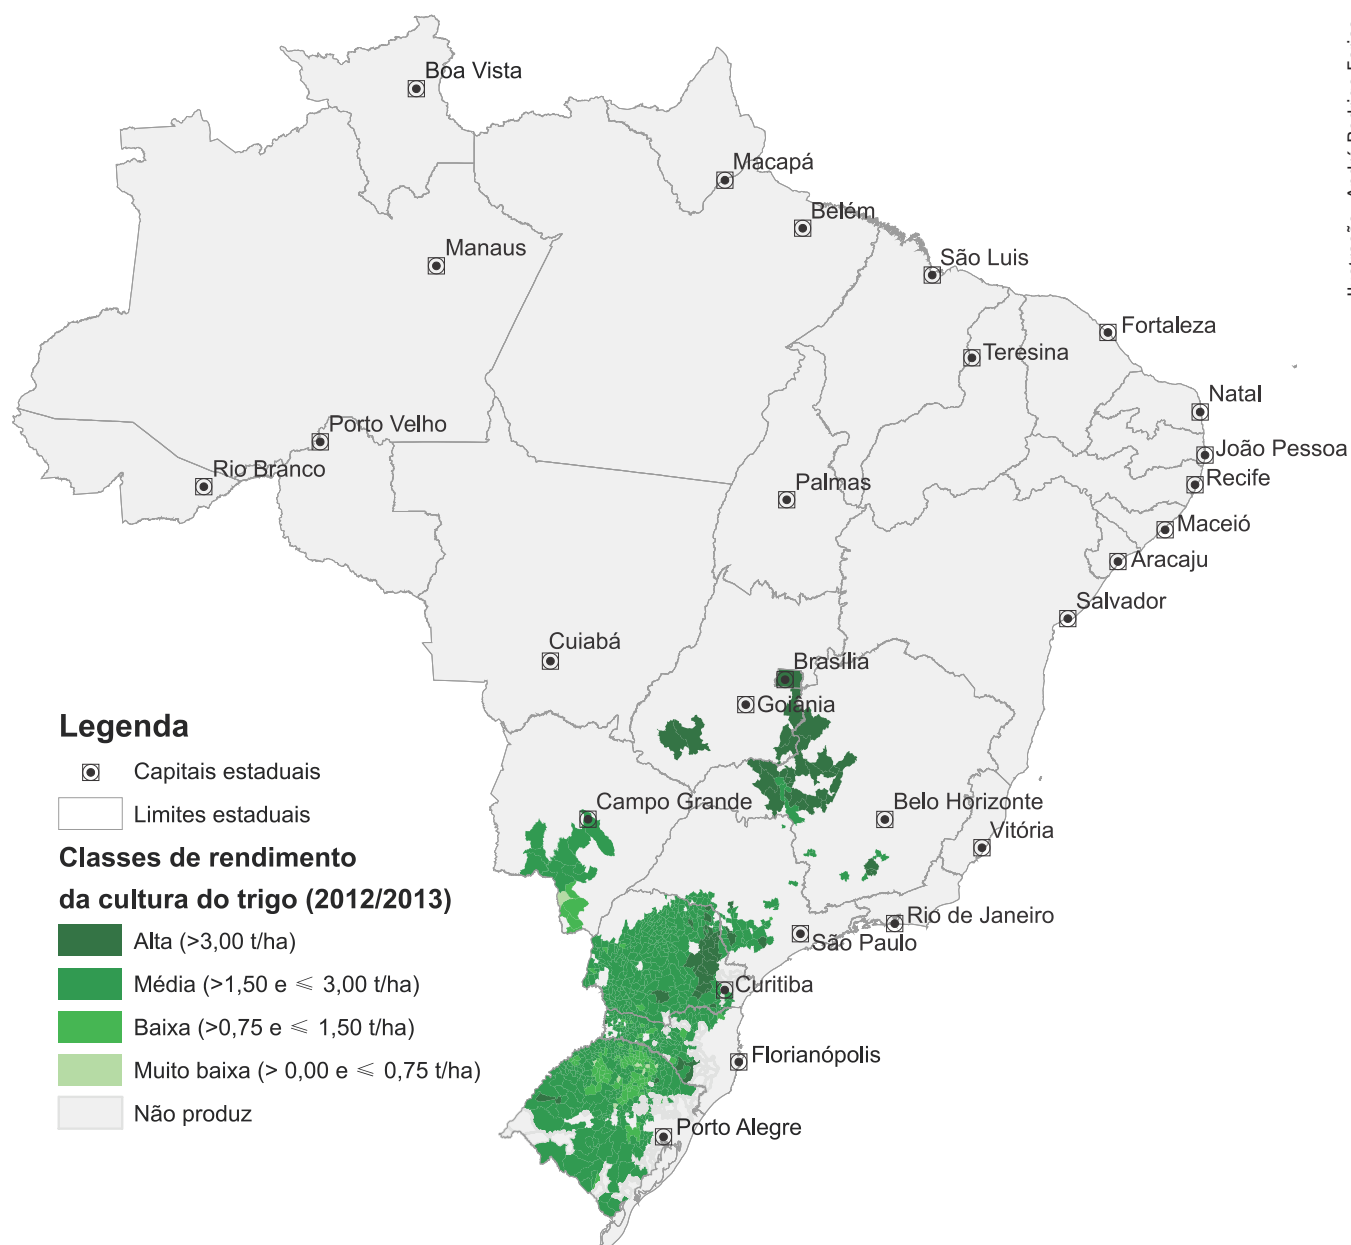 Boa Vista
Macapá
Belém
Manaus
São Luis
Fortaleza
Teresina
Natal
Porto Velho
João Pessoa
Rio Branco
Palmas
Recife
Maceió
Aracaju
Salvador
Cuiabá
Brasília
Goiânia
Campo Grande
Belo Horizonte
Vitória
Rio de Janeiro
São Paulo
Curitiba
Florianópolis
Porto Alegre
Legenda
Capitais estaduais
Limites estaduais
Classes de rendimento
da cultura do trigo (2012/2013)
Alta (>3,00 t/ha)
Média (>1,50 e ⩽ 3,00 t/ha)
Baixa (>0,75 e ⩽ 1,50 t/ha)
Muito baixa (> 0,00 e ⩽ 0,75 t/ha)
Não produz